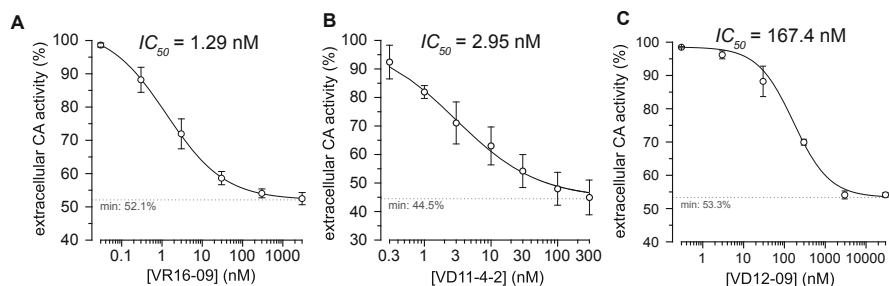 A
IC50 = 1.29 nM
extracellular CA activity (%)
100
90
80
70
60
50
40
min: 52.1%
0.1 1 10 100 1000
[VR16-09] (nM)
B
IC50 = 2.95 nM
extracellular CA activity (%)
100
90
80
70
60
50
40
30
min: 44.5%
0.3 1 3 10 30 100 300
[VD11-4-2] (nM)
C
IC50 = 167.4 nM
extracellular CA activity (%)
100
90
80
70
60
50
min: 53.3%
1 10 100 1000 10000
[VD12-09] (nM)